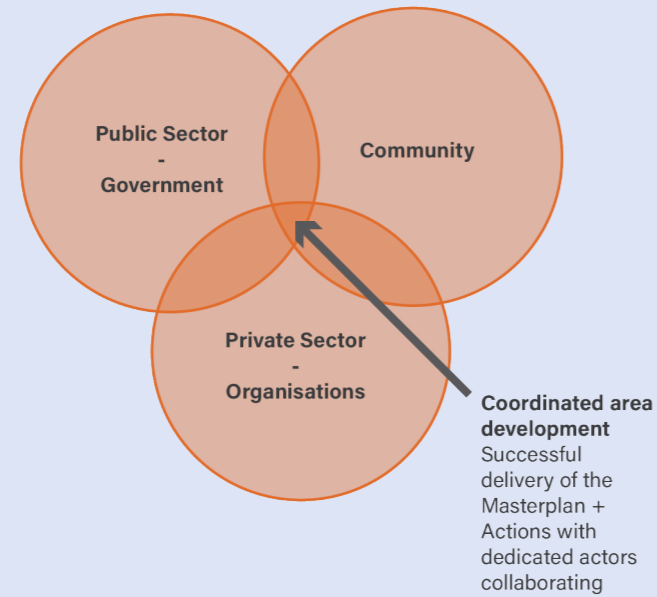 Public Sector
-
Government
Community
Private Sector
-
Organisations
Coordinated area
development
Successful
delivery of the
Masterplan +
Actions with
dedicated actors
collaborating